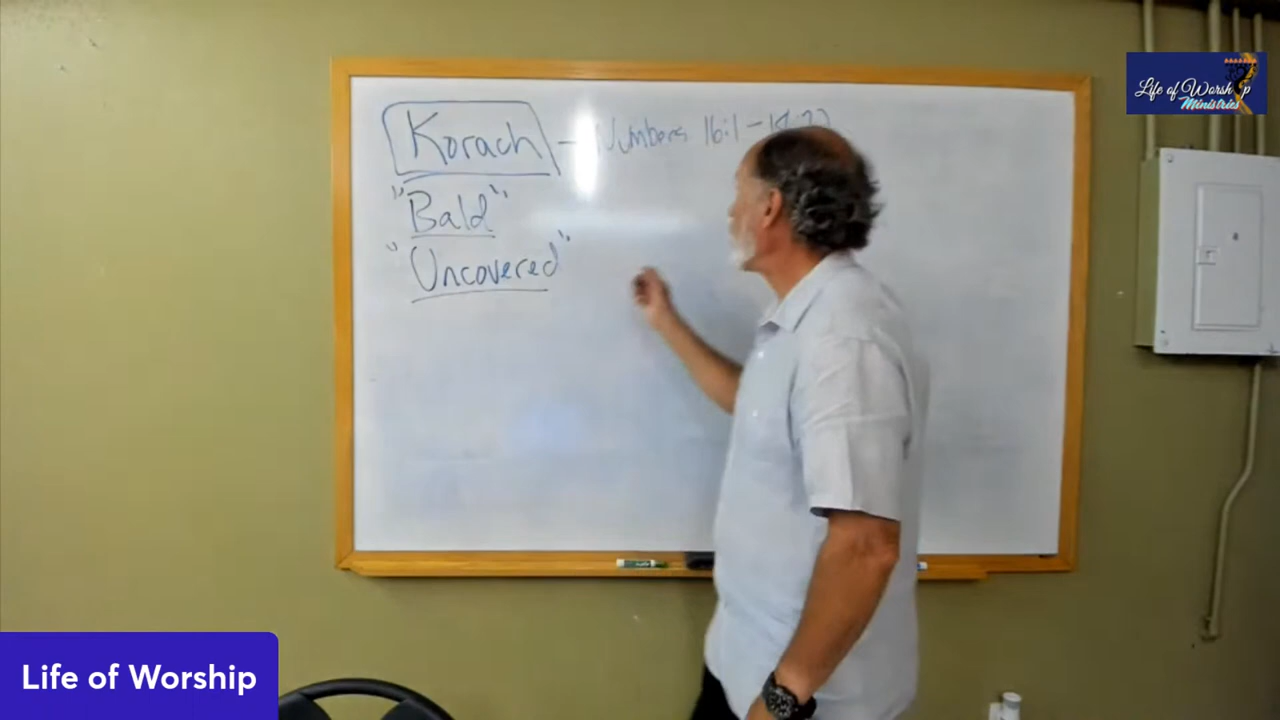 Life of Worship
Ministries
Korach – Numbers 16:1 –
"Bald"
"Uncovered"
Life of Worship